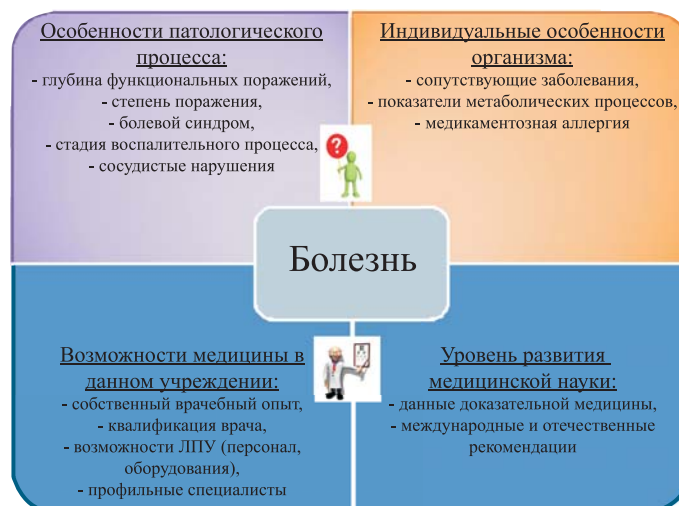 Особенности патологического
процесса:
- глубина функциональных поражений,
- степень поражения,
- болевой синдром,
- стадия воспалительного процесса,
- сосудистые нарушения
Индивидуальные особенности
организма:
- сопутствующие заболевания,
- показатели метаболических процессов,
- медикаментозная аллергия
?
Болезнь
Возможности медицины в
данном учреждении:
- собственный врачебный опыт,
- квалификация врача,
- возможности ЛПУ (персонал,
оборудования),
- профильные специалисты
Уровень развития
медицинской науки:
- данные доказательной медицины,
- международные и отечественные
рекомендации